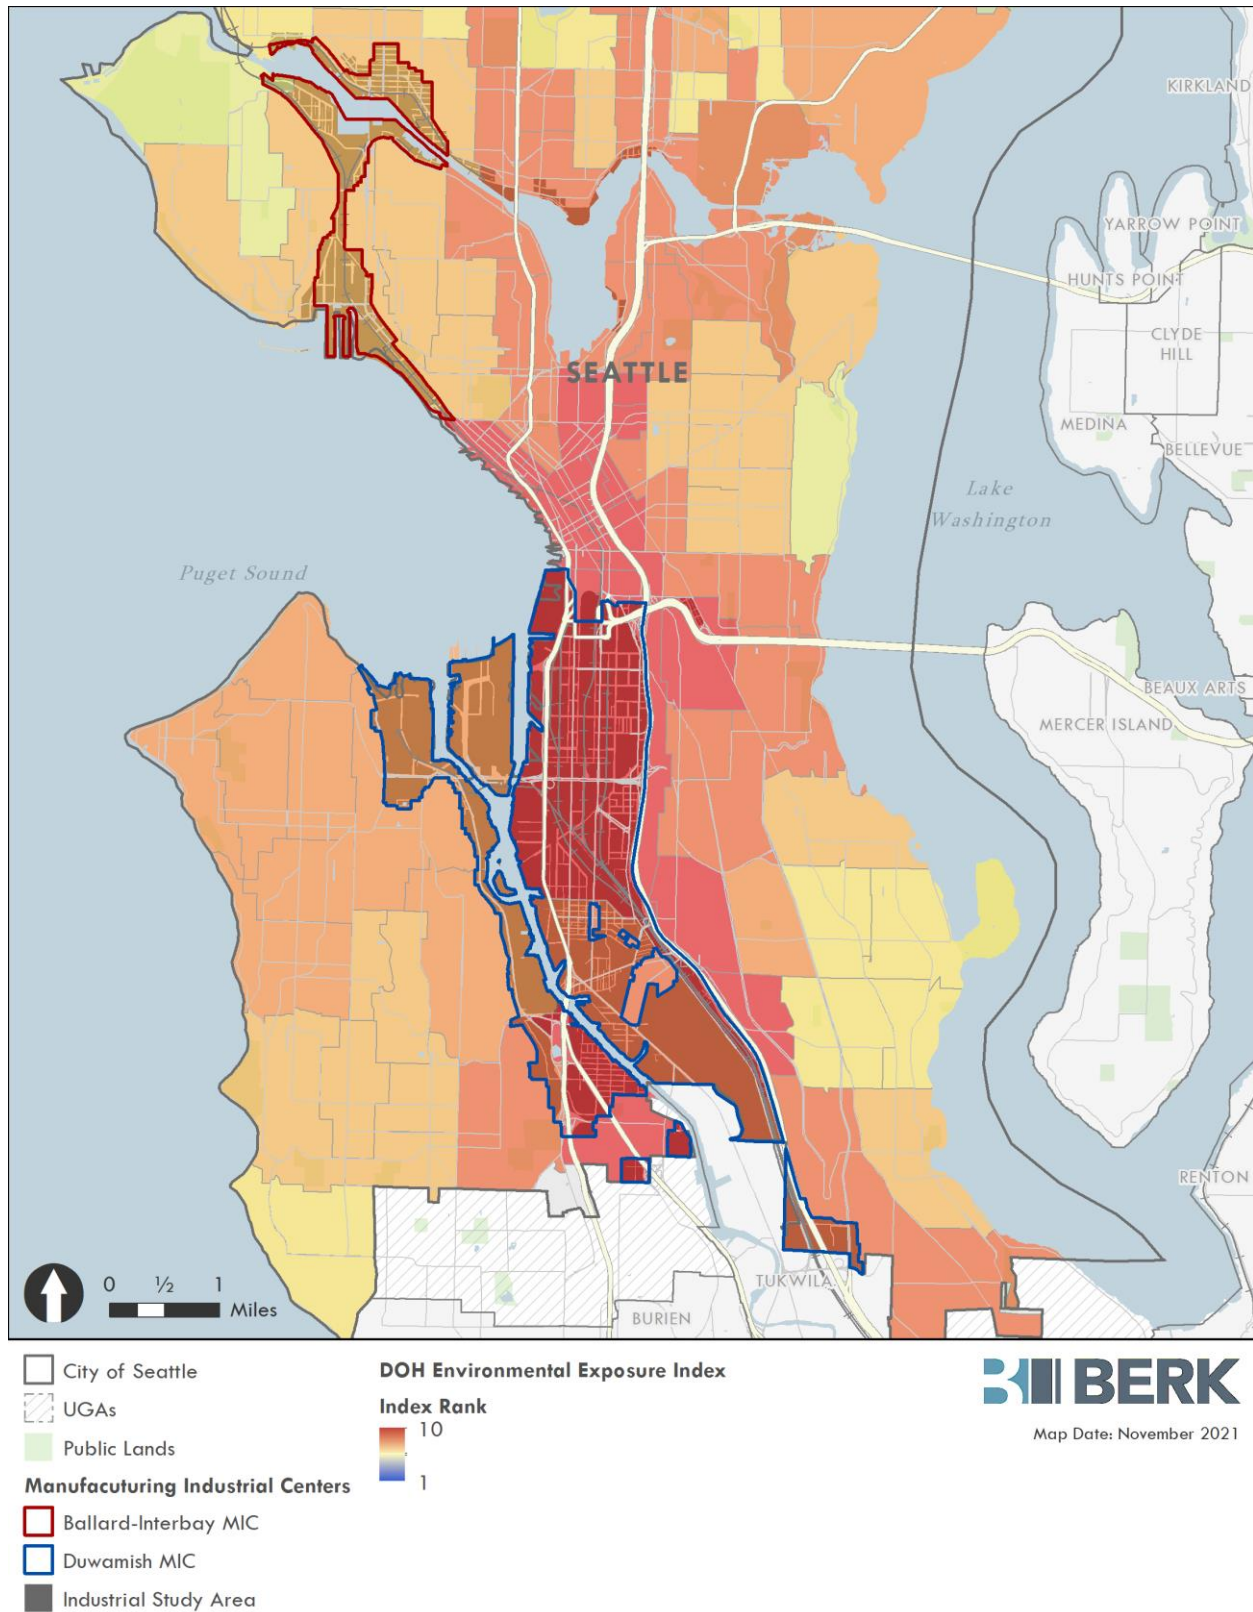 KIRKLAND
YARROW POINT
HUNTS POINT
CLYDE
HILL
SEATTLE
MEDINA
BELLEVUE
Lake
Washington
Puget Sound
BEAUX ARTS
MERCER ISLAND
RENTON
TUKWILA
BURIEN
0 ½ 1
Miles
City of Seattle
UGAs
Public Lands
Manufacuturing Industrial Centers
Ballard-Interbay MIC
Duwamish MIC
Industrial Study Area
DOH Environmental Exposure Index
Index Rank
10
1
BERK
Map Date: November 2021